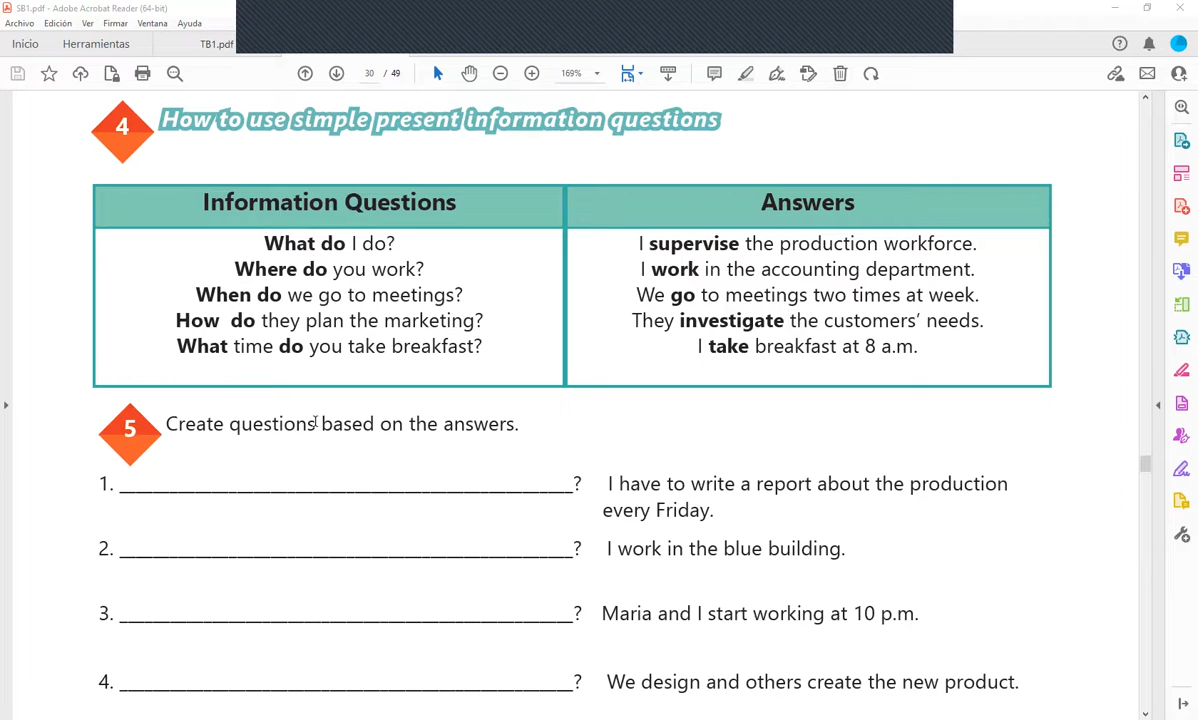 SB1.pdf - Adobe Acrobat Reader (64-bit)
Archivo Edición Ver Firmar Ventana Ayuda
Inicio Herramientas TB1.pdf
30 / 49 169%
4 How to use simple present information questions
Information Questions Answers
What do I do? I supervise the production workforce.
Where do you work? I work in the accounting department.
When do we go to meetings? We go to meetings two times at week.
How do they plan the marketing? They investigate the customers’ needs.
What time do you take breakfast? I take breakfast at 8 a.m.
5 Create questions based on the answers.
1. ____________________________________________? I have to write a report about the production
every Friday.
2. ____________________________________________? I work in the blue building.
3. ____________________________________________? Maria and I start working at 10 p.m.
4. ____________________________________________? We design and others create the new product.